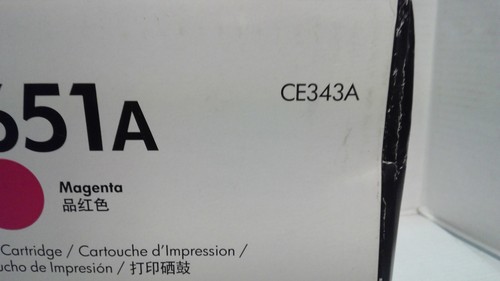 CE343A
651A
Magenta
品红色
Cartridge / Cartouche d'Impression /
ucho de Impresión / 打印硒鼓